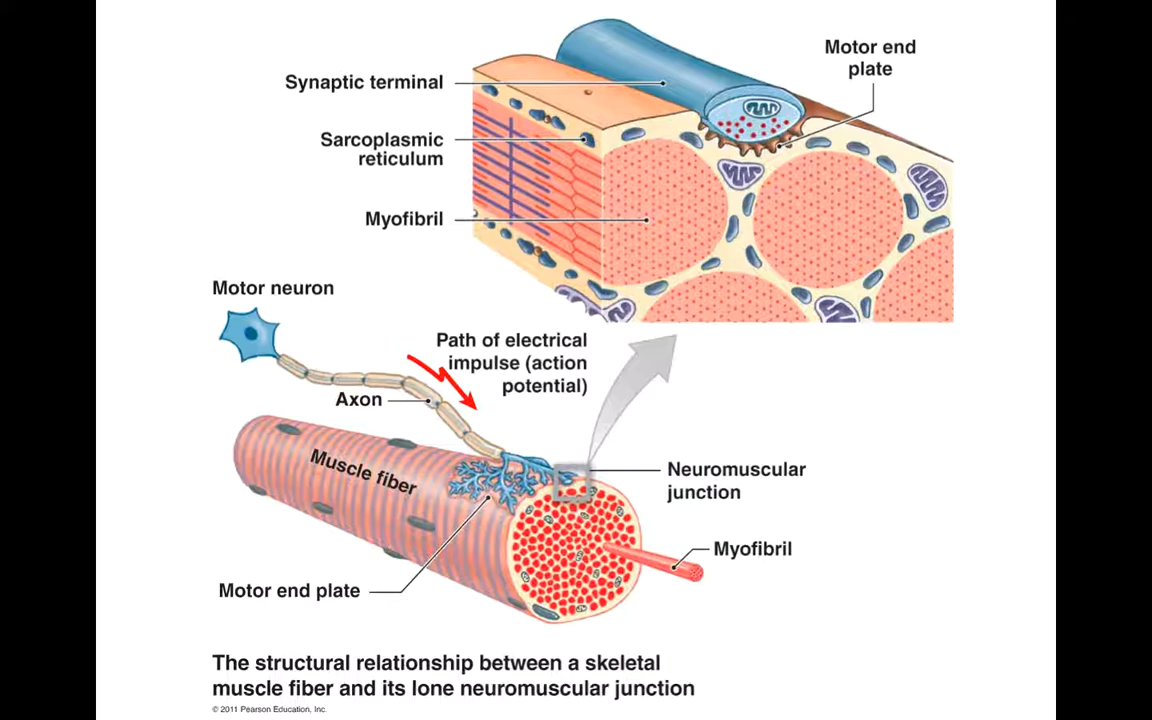 Motor end
plate
Synaptic terminal
Sarcoplasmic
reticulum
Myofibril
Motor neuron
Path of electrical
impulse (action
potential)
Axon
Muscle fiber
Neuromuscular
junction
Myofibril
Motor end plate
The structural relationship between a skeletal
muscle fiber and its lone neuromuscular junction
© 2011 Pearson Education, Inc.